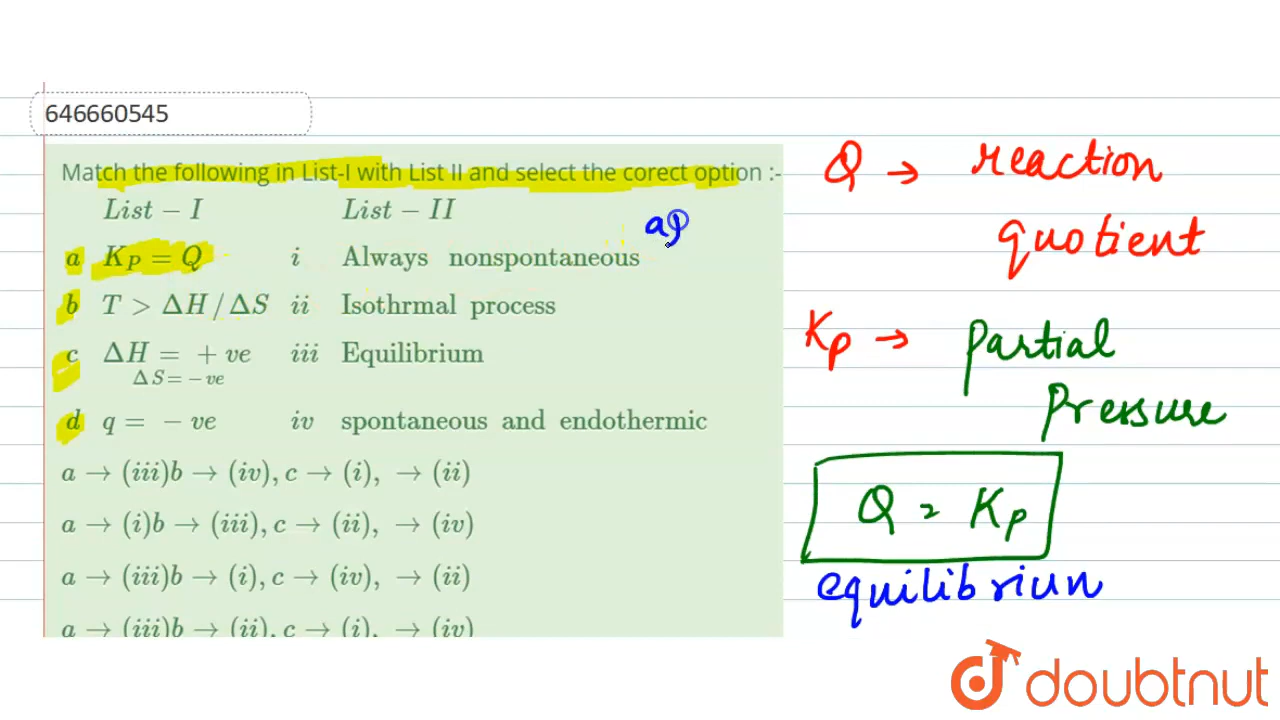 646660545
Match the following in List-I with List II and select the corect option :-
List - I List - II
a K_P = Q i Always nonspontaneous
b T > ΔH / ΔS ii Isothrmal process
c ΔH = + ve iii Equilibrium
ΔS = - ve
d q = - ve iv spontaneous and endothermic
a → (iii)b → (iv), c → (i), → (ii)
a → (i)b → (iii), c → (ii), → (iv)
a → (iii)b → (i), c → (iv), → (ii)
a → (iii)b → (ii), c → (i), → (iv)
Q → reaction
quotient
Kp → Partial
Pressure
Q = Kp
equilibriun
doubtnut